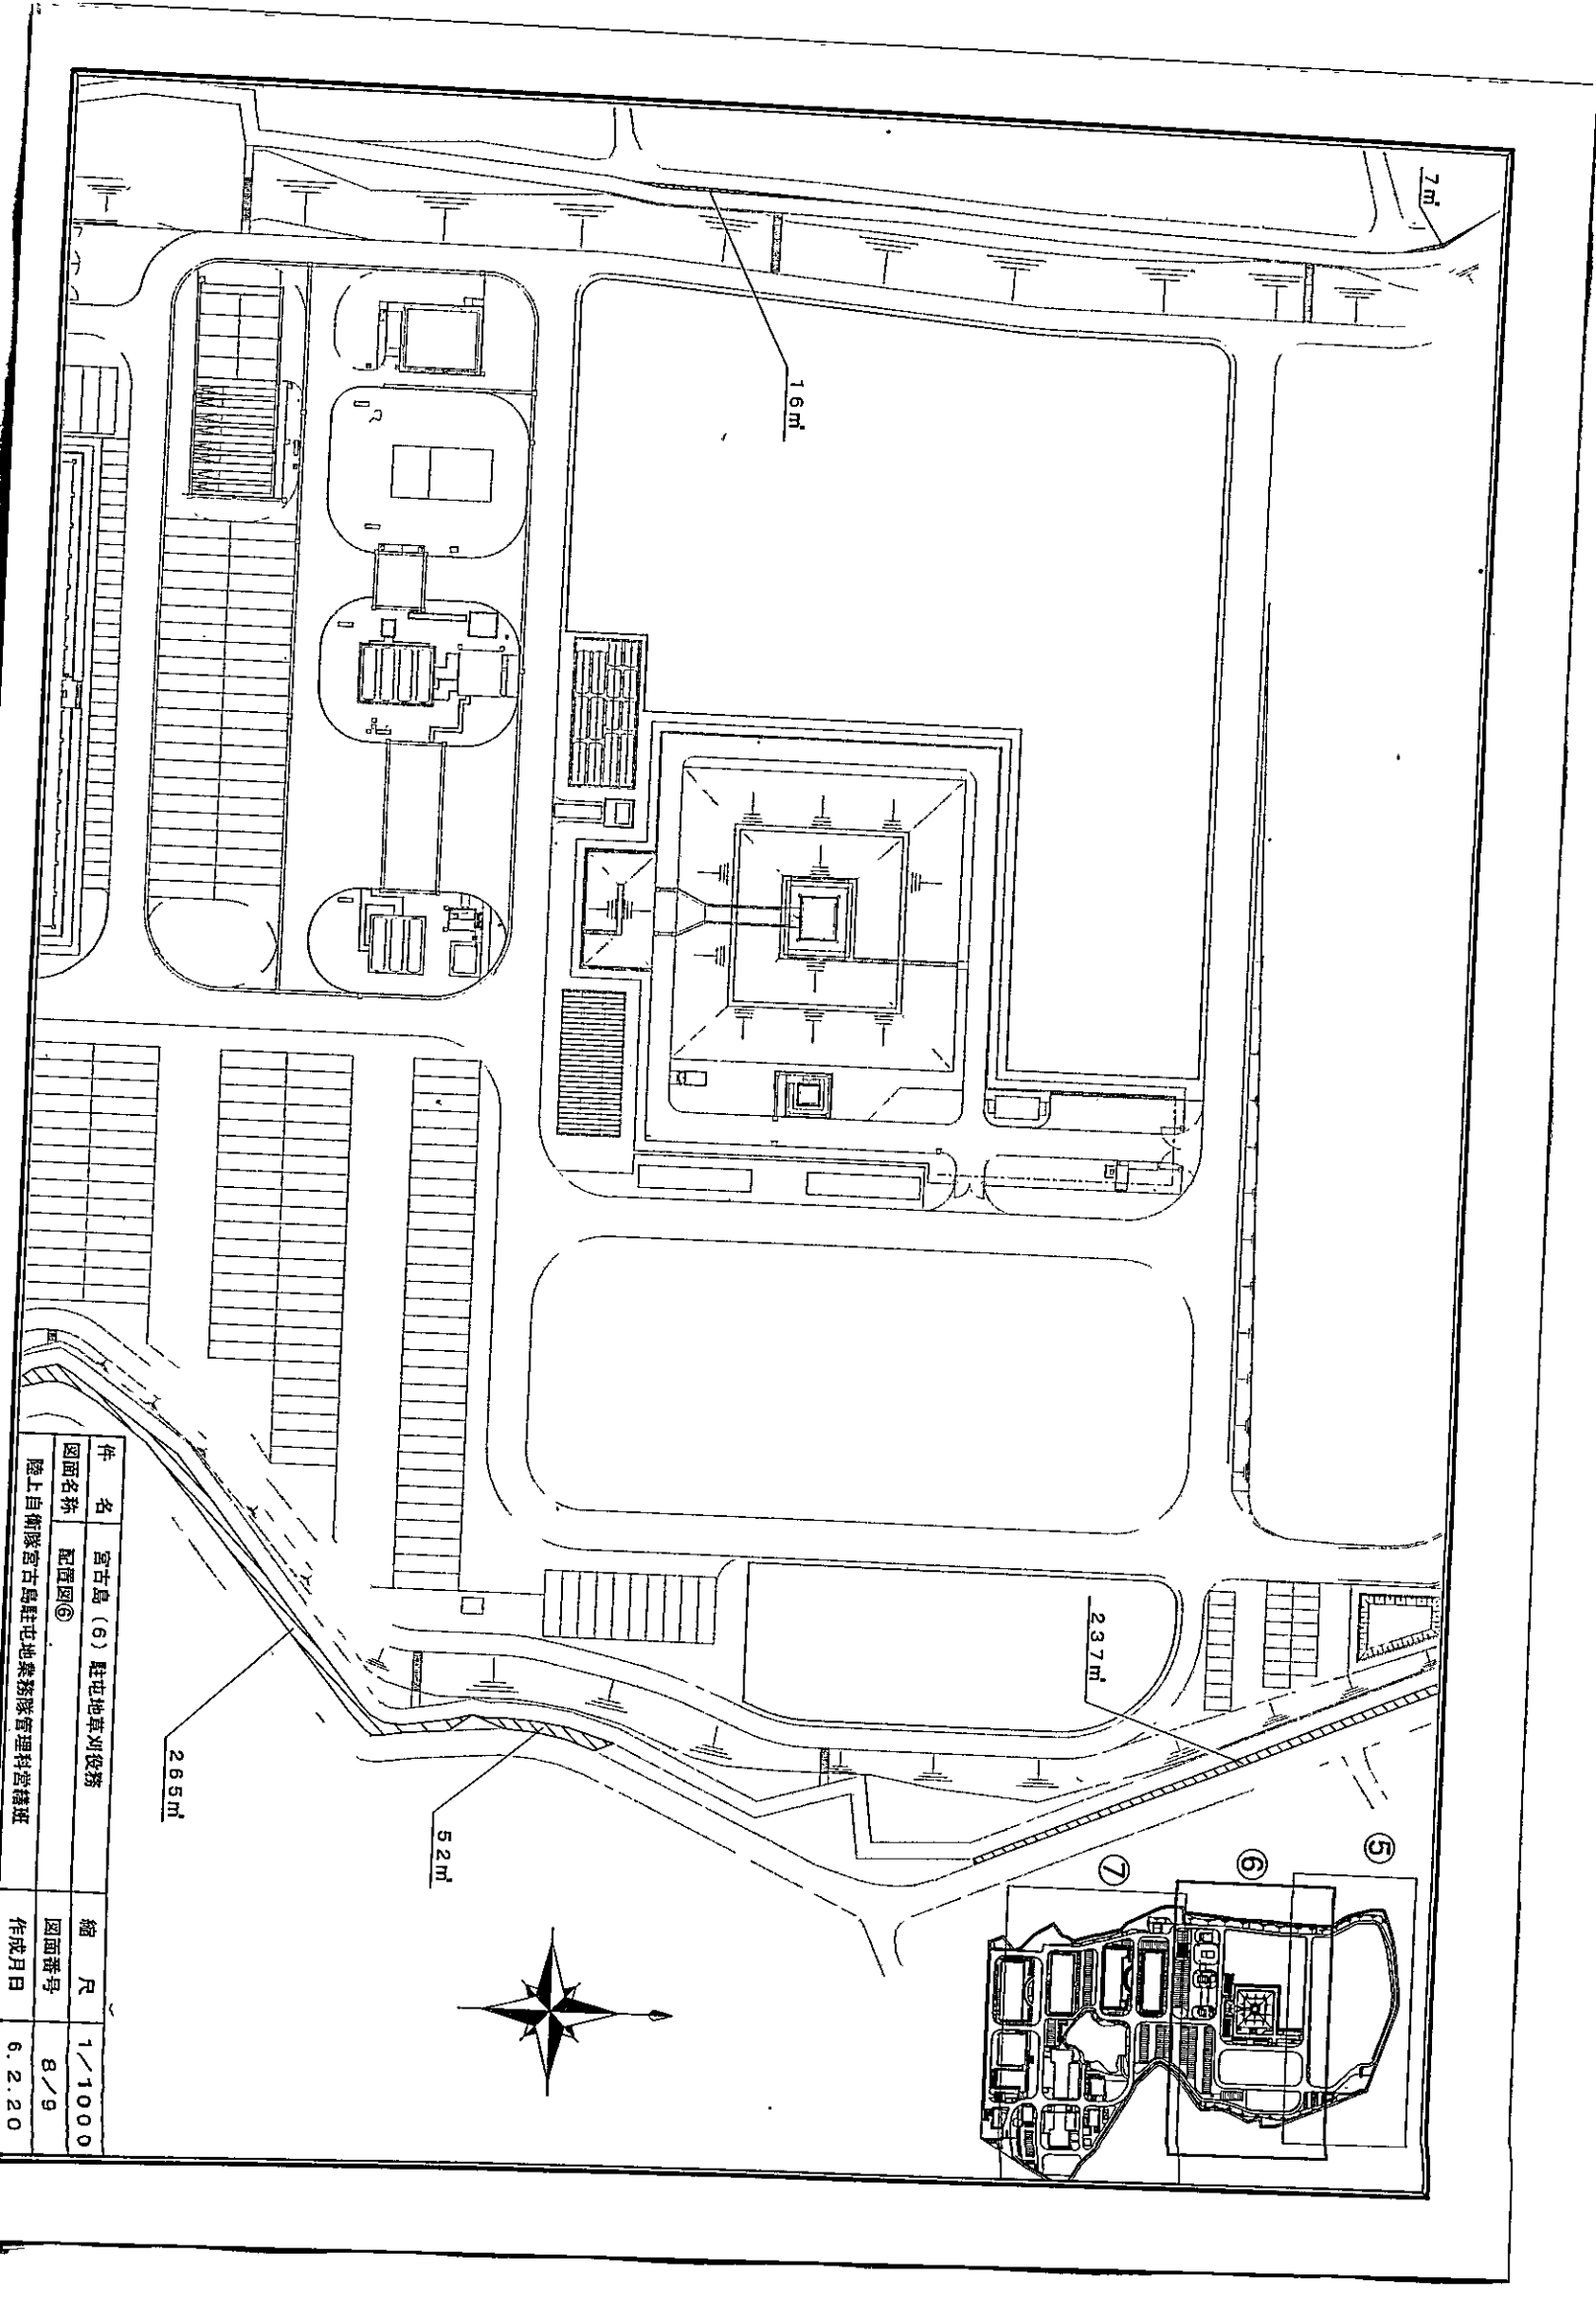 7㎡
16㎡
237㎡
52㎡
265㎡
⑤
⑥
⑦
件 名 宮古島（6）駐屯地草刈役務 縮 尺 1／1000
図面名称 配置図⑥ 図面番号 8／9
陸上自衛隊宮古島駐屯地業務隊管理科営繕班 作成月日 6.2.20